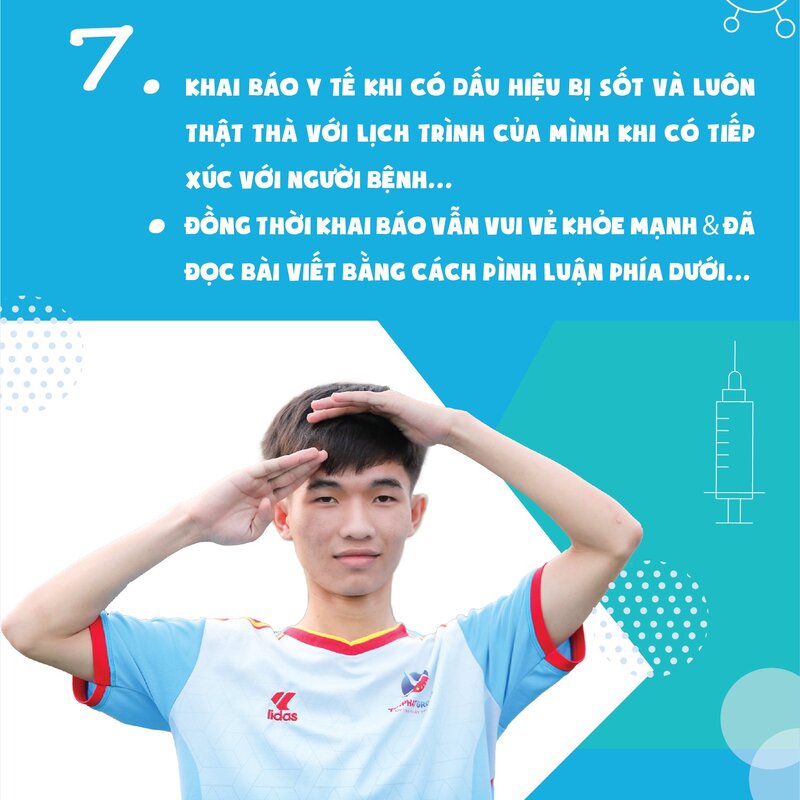 7.
KHAI BÁO Y TẾ KHI CÓ DẤU HIỆU BỊ SỐT VÀ LUÔN
THẬT THÀ VỚI LỊCH TRÌNH CỦA MÌNH KHI CÓ TIẾP
XÚC VỚI NGƯỜI BỆNH...
ĐỒNG THỜI KHAI BÁO VẪN VUI VẺ KHỎE MẠNH & ĐÃ
ĐỌC BÀI VIẾT BẰNG CÁCH PÌNH LUẬN PHÍA DƯỚI...
lidas